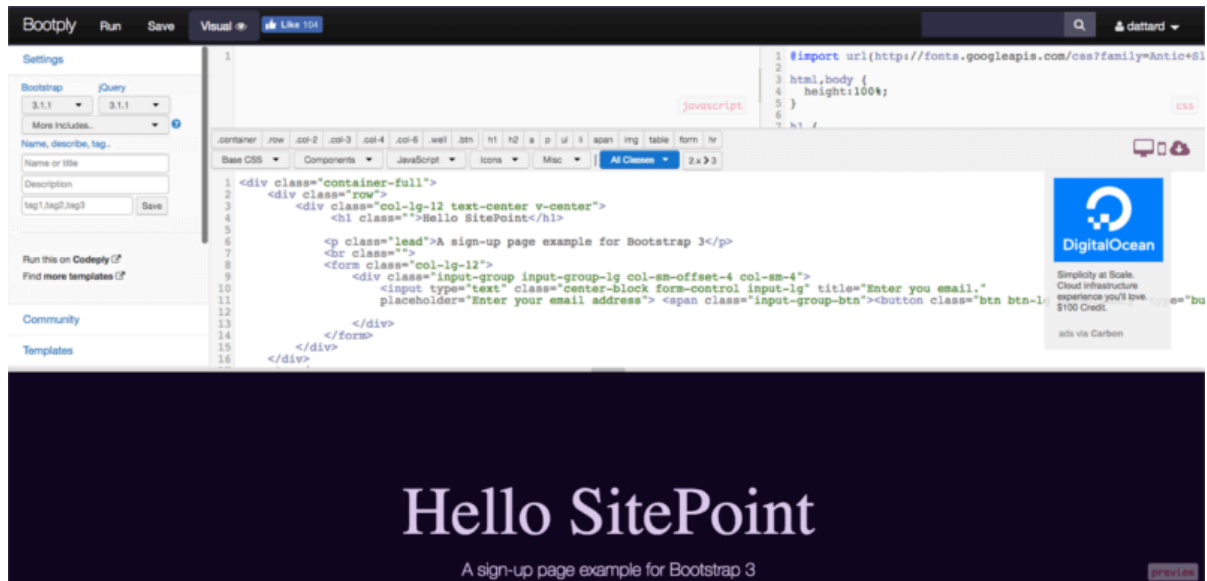 Bootply Run Save Visual Like 104 dattard
Settings
Bootstrap jQuery
3.1.1 3.1.1
More Includes..
Name, describe, tag..
Name or title
Description
tag1,tag2,tag3 Save
Run this on Codeply
Find more templates
Community
Templates
1
javascript
1 @import url(http://fonts.googleapis.com/css?family=Antic+Sl
2
3 html,body {
4 height:100%;
5 }
6
7 h1 {
css
.container .row .col-2 .col-3 .col-4 .col-6 .well .btn h1 h2 a p ul li span img table form hr
Base CSS Components JavaScript Icons Misc All Classes 2.x 3
1 <div class="container-full">
2 <div class="row">
3 <div class="col-lg-12 text-center v-center">
4 <h1 class="">Hello SitePoint</h1>
5
6 <p class="lead">A sign-up page example for Bootstrap 3</p>
7 <br class="">
8 <form class="col-lg-12">
9 <div class="input-group input-group-lg col-sm-offset-4 col-sm-4">
10 <input type="text" class="center-block form-control input-lg" title="Enter you email."
11 placeholder="Enter your email address"> <span class="input-group-btn"><button class="btn btn-l
12
13 </div>
14 </form>
15 </div>
16 </div>
DigitalOcean
Simplicity at Scale.
Cloud infrastructure
experience you'll love.
$100 Credit.
ads via Carbon
Hello SitePoint
A sign-up page example for Bootstrap 3
preview